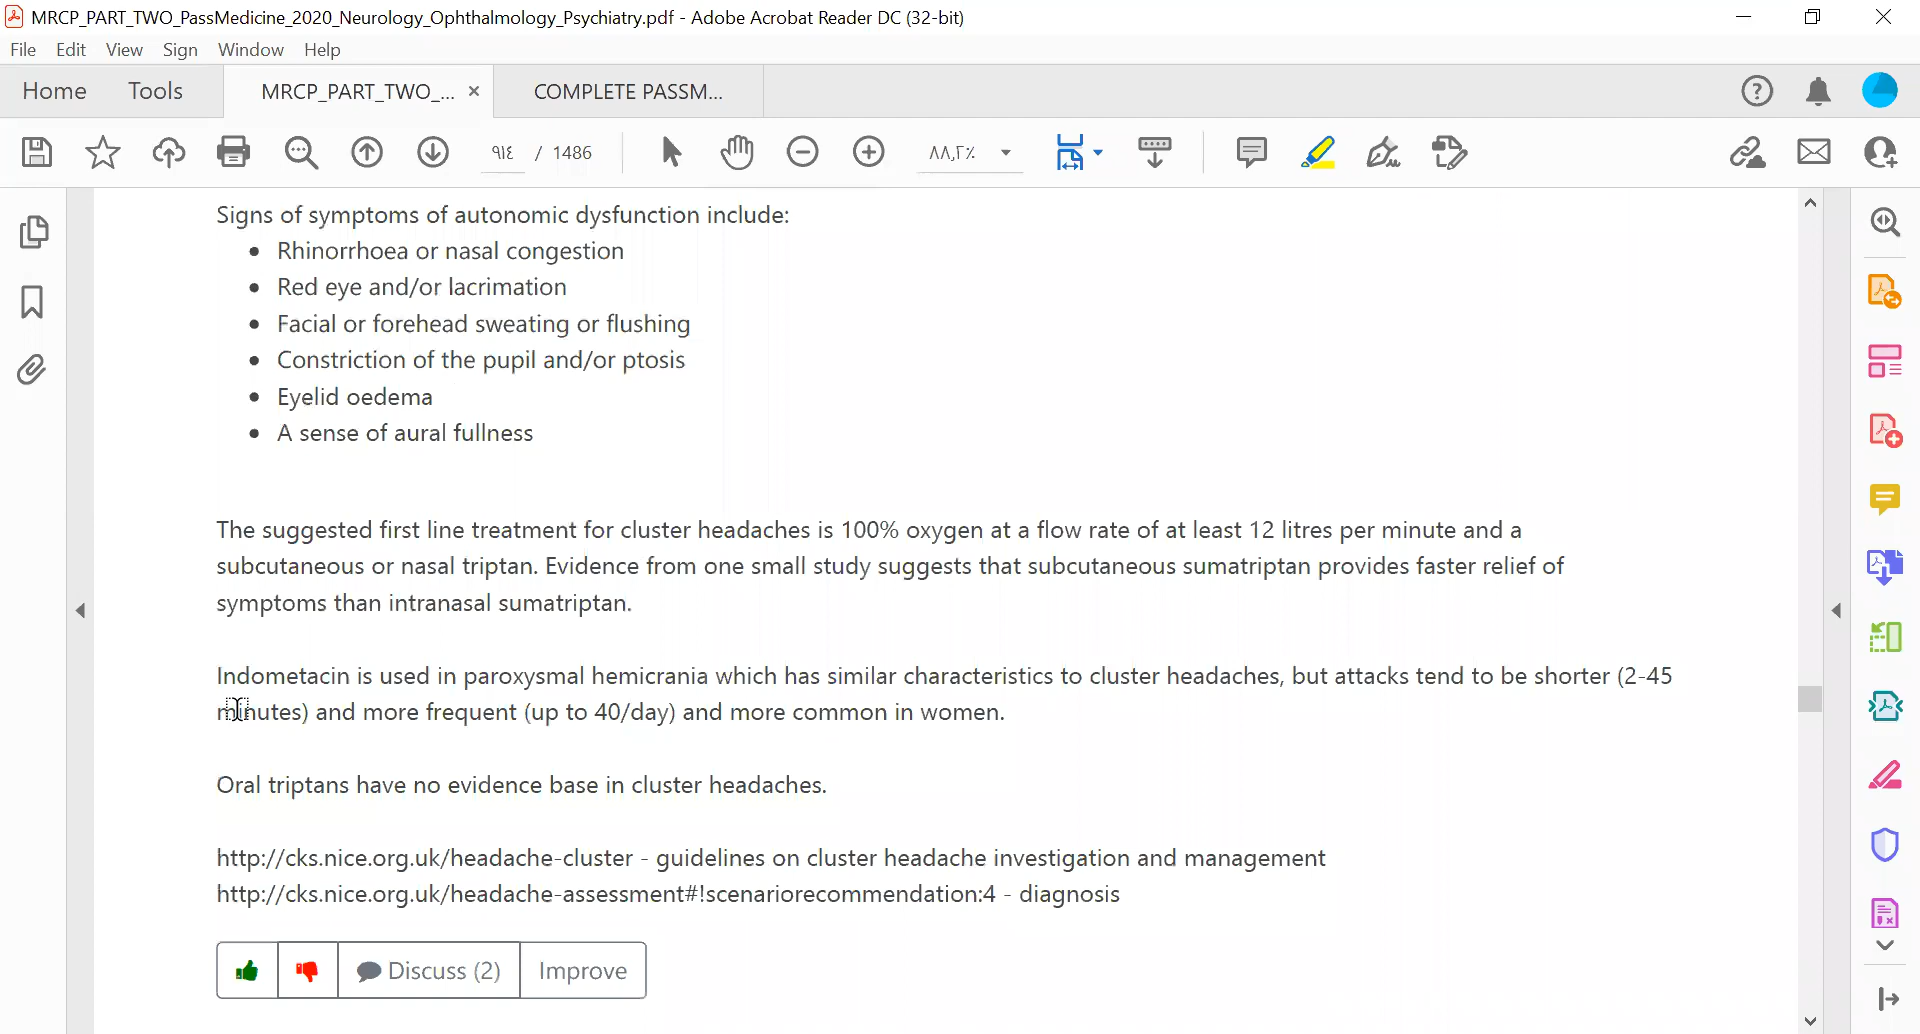 MRCP_PART_TWO_PassMedicine_2020_Neurology_Ophthalmology_Psychiatry.pdf - Adobe Acrobat Reader DC (32-bit)
File Edit View Sign Window Help
Home Tools MRCP_PART_TWO_... × COMPLETE PASSM...
٩١٤ / 1486 ٨٨,٢٪
Signs of symptoms of autonomic dysfunction include:
• Rhinorrhoea or nasal congestion
• Red eye and/or lacrimation
• Facial or forehead sweating or flushing
• Constriction of the pupil and/or ptosis
• Eyelid oedema
• A sense of aural fullness
The suggested first line treatment for cluster headaches is 100% oxygen at a flow rate of at least 12 litres per minute and a
subcutaneous or nasal triptan. Evidence from one small study suggests that subcutaneous sumatriptan provides faster relief of
symptoms than intranasal sumatriptan.
Indometacin is used in paroxysmal hemicrania which has similar characteristics to cluster headaches, but attacks tend to be shorter (2-45
minutes) and more frequent (up to 40/day) and more common in women.
Oral triptans have no evidence base in cluster headaches.
http://cks.nice.org.uk/headache-cluster - guidelines on cluster headache investigation and management
http://cks.nice.org.uk/headache-assessment#!scenariorecommendation:4 - diagnosis
Discuss (2) Improve